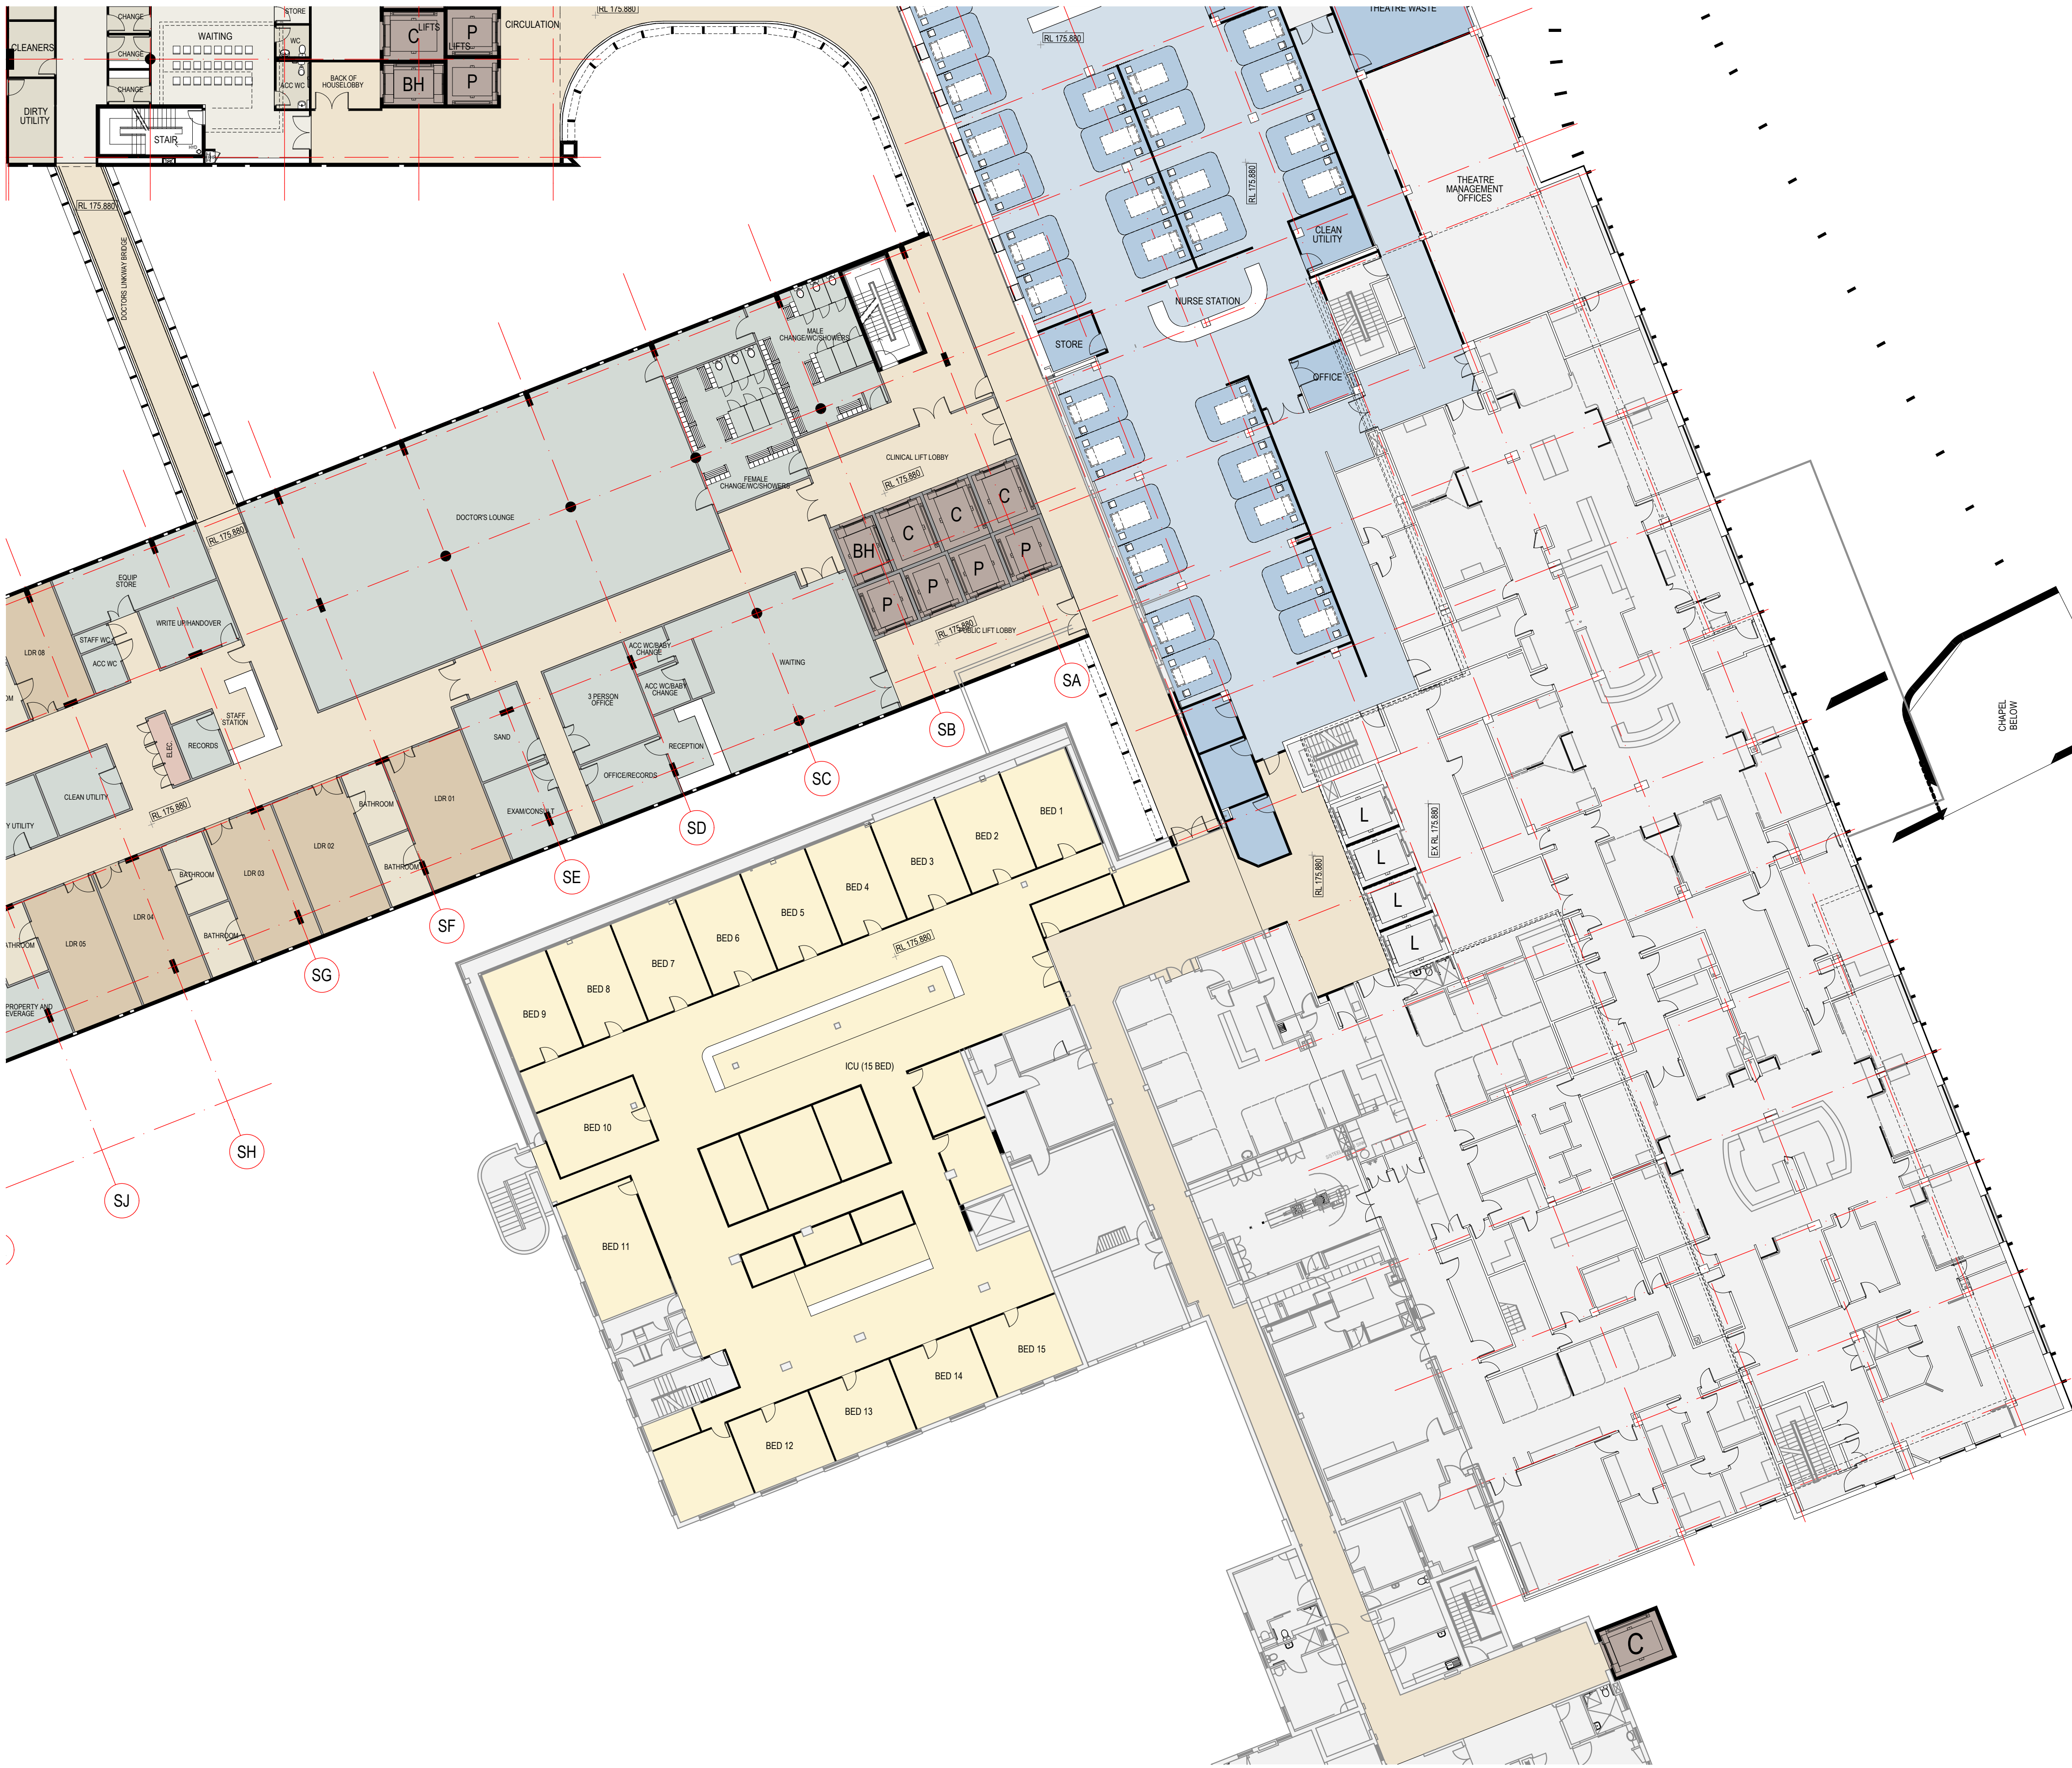 RL 175.880
THEATRE WASTE
CHANGE
STORE
LIFTS
C
P
LIFTS
CIRCULATION
WAITING
RL 175.880
CLEANERS
CHANGE
WC
BACK OF
HOUSELOBBY
BH
P
ACC WC
CHANGE
DIRTY
UTILITY
STAIR
THEATRE
MANAGEMENT
OFFICES
RL 175.880
RL 175.880
CLEAN
UTILITY
DOCTORS LINKWAY BRIDGE
NURSE STATION
MALE
CHANGE/WC/SHOWERS
STORE
OFFICE
CLINICAL LIFT LOBBY
RL 175.880
FEMALE
CHANGE/WC/SHOWERS
DOCTOR'S LOUNGE
RL 175.880
BH
C
C
C
P
P
P
P
RL 175.880
PUBLIC LIFT LOBBY
EQUIP
STORE
WRITE UP/HANDOVER
STAFF WC
ACC WC
LDR 08
OM
ACC WC/BABY
CHANGE
WAITING
3 PERSON
OFFICE
ACC WC/BABY
CHANGE
SA
SB
SC
SD
SE
SF
SG
SH
SJ
STAFF
STATION
ELEC
RECORDS
SAND
RECEPTION
OFFICE/RECORDS
EXAM/CONSULT
CLEAN UTILITY
Y UTILITY
RL 175.880
LDR 01
BATHROOM
BATHROOM
LDR 02
LDR 03
BATHROOM
BATHROOM
LDR 04
LDR 05
ATHROOM
PROPERTY AND
EVERAGE
CHAPEL
BELOW
L
L
L
L
EX RL 175.880
RL 175.880
BED 1
BED 2
BED 3
BED 4
BED 5
BED 6
BED 7
BED 8
BED 9
RL 175.880
ICU (15 BED)
BED 10
BED 11
BED 12
BED 13
BED 14
BED 15
C